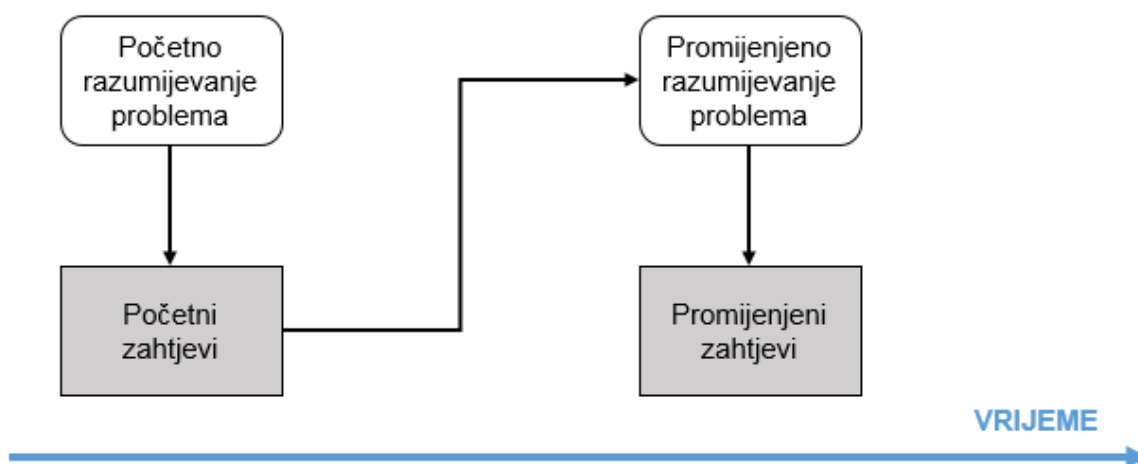 Početno
razumijevanje
problema
Promijenjeno
razumijevanje
problema
Početni
zahtjevi
Promijenjeni
zahtjevi
VRIJEME